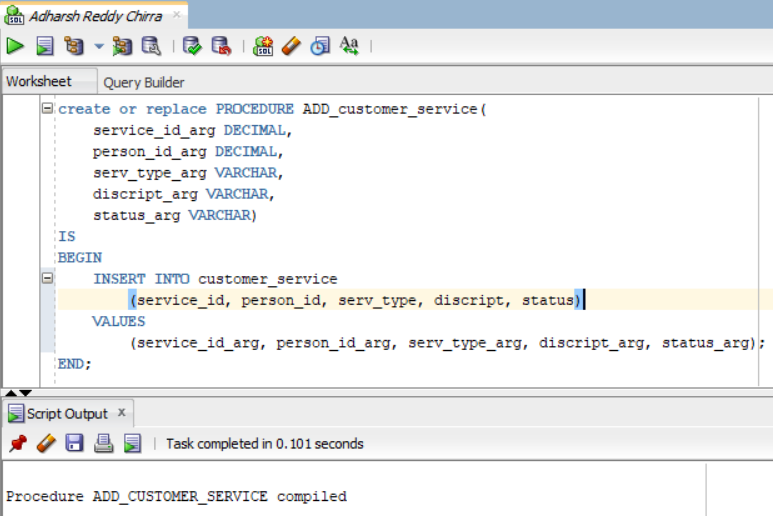 Adharsh Reddy Chirra
Worksheet Query Builder
create or replace PROCEDURE ADD_customer_service(
service_id_arg DECIMAL,
person_id_arg DECIMAL,
serv_type_arg VARCHAR,
discript_arg VARCHAR,
status_arg VARCHAR)
IS
BEGIN
INSERT INTO customer_service
(service_id, person_id, serv_type, discript, status)
VALUES
(service_id_arg, person_id_arg, serv_type_arg, discript_arg, status_arg);
END;
Script Output x
Task completed in 0.101 seconds
Procedure ADD_CUSTOMER_SERVICE compiled